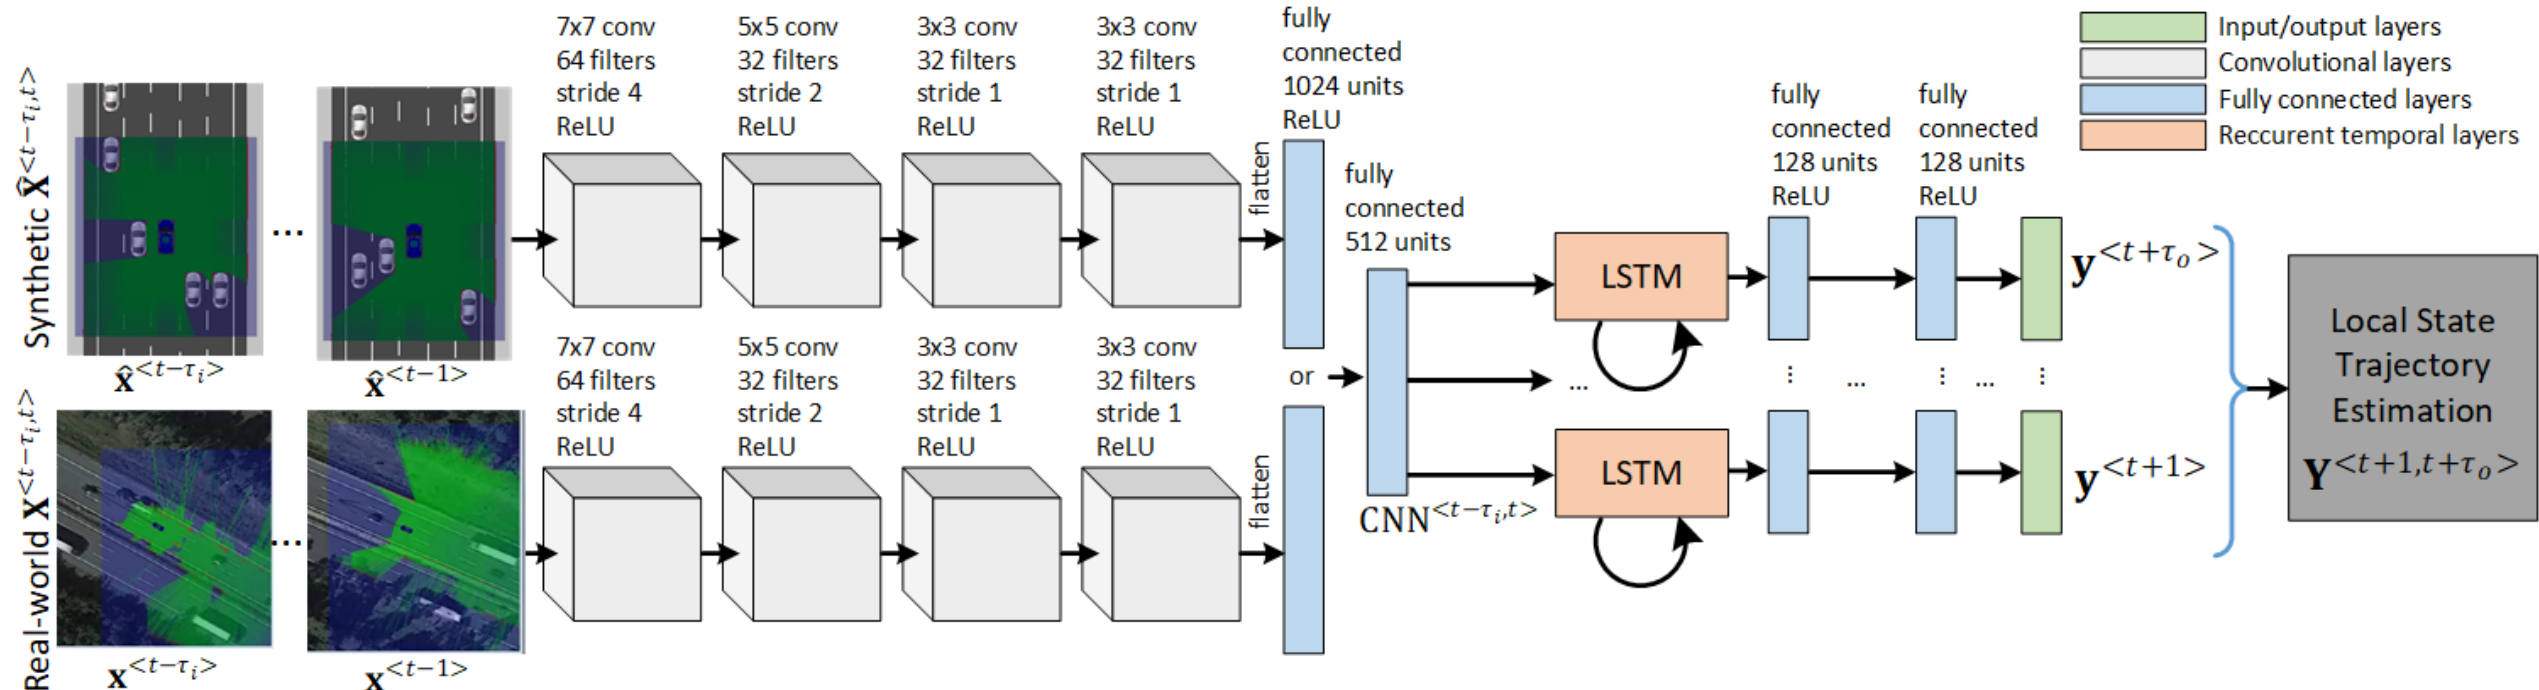 Synthetic X̂^<t−τᵢ,t>
x̂^<t−τᵢ>
...
x̂^<t−1>
7x7 conv
64 filters
stride 4
ReLU
5x5 conv
32 filters
stride 2
ReLU
3x3 conv
32 filters
stride 1
ReLU
3x3 conv
32 filters
stride 1
ReLU
flatten
fully
connected
1024 units
ReLU
Real-world X^<t−τᵢ,t>
x^<t−τᵢ>
...
x^<t−1>
7x7 conv
64 filters
stride 4
ReLU
5x5 conv
32 filters
stride 2
ReLU
3x3 conv
32 filters
stride 1
ReLU
3x3 conv
32 filters
stride 1
ReLU
flatten
or
fully
connected
512 units
CNN^<t−τᵢ,t>
LSTM
...
LSTM
fully
connected
128 units
ReLU
fully
connected
128 units
ReLU
⋮ ... ⋮ ... ⋮
y^<t+τₒ>
y^<t+1>
Input/output layers
Convolutional layers
Fully connected layers
Reccurent temporal layers
Local State
Trajectory
Estimation
Y^<t+1,t+τₒ>